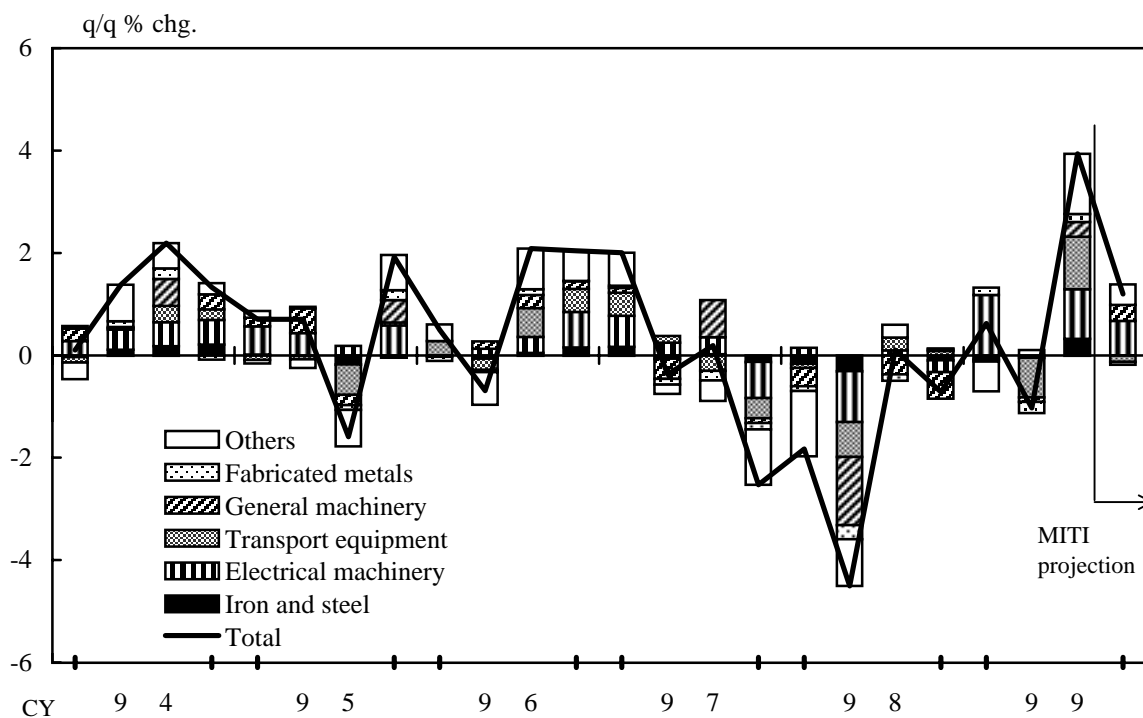 q/q % chg.
6
4
2
0
-2
-4
-6
Others
Fabricated metals
General machinery
Transport equipment
Electrical machinery
Iron and steel
Total
MITI
projection
CY 9 4 9 5 9 6 9 7 9 8 9 9